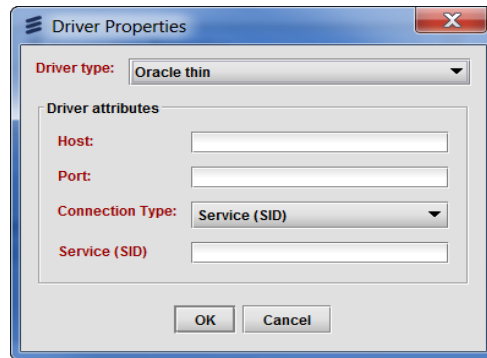 Driver Properties
Driver type: Oracle thin
Driver attributes
Host:
Port:
Connection Type: Service (SID)
Service (SID)
OK Cancel